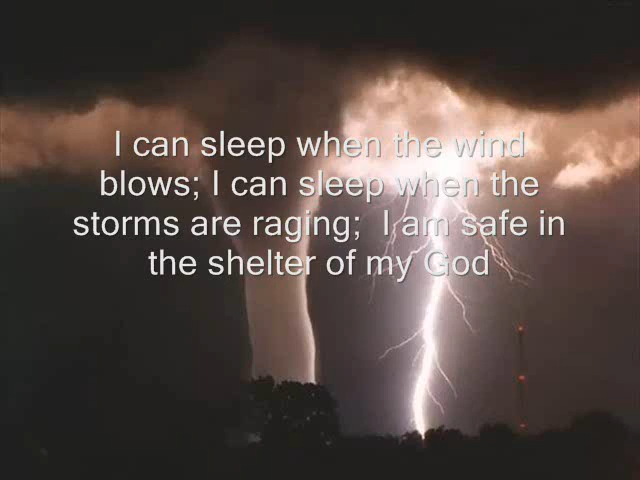 I can sleep when the wind
blows; I can sleep when the
storms are raging;  I am safe in
the shelter of my God